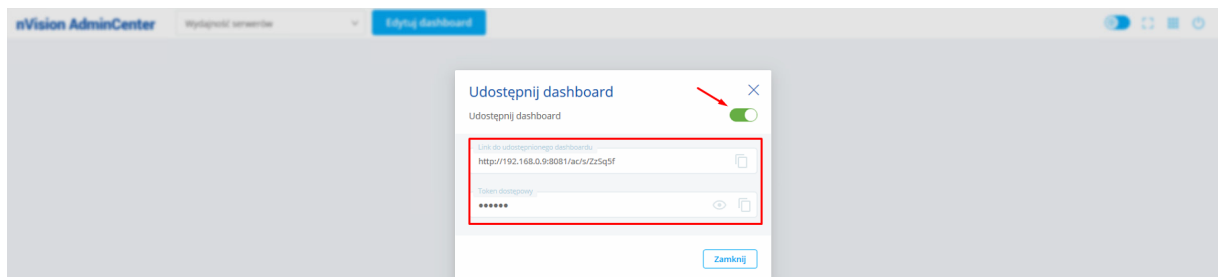 nVision AdminCenter
Wydajność serwerów
Edytuj dashboard
Udostępnij dashboard
Udostępnij dashboard
Link do udostępnionego dashboardu
http://192.168.0.9:8081/ac/s/ZzSq5f
Token dostępowy
••••••
Zamknij